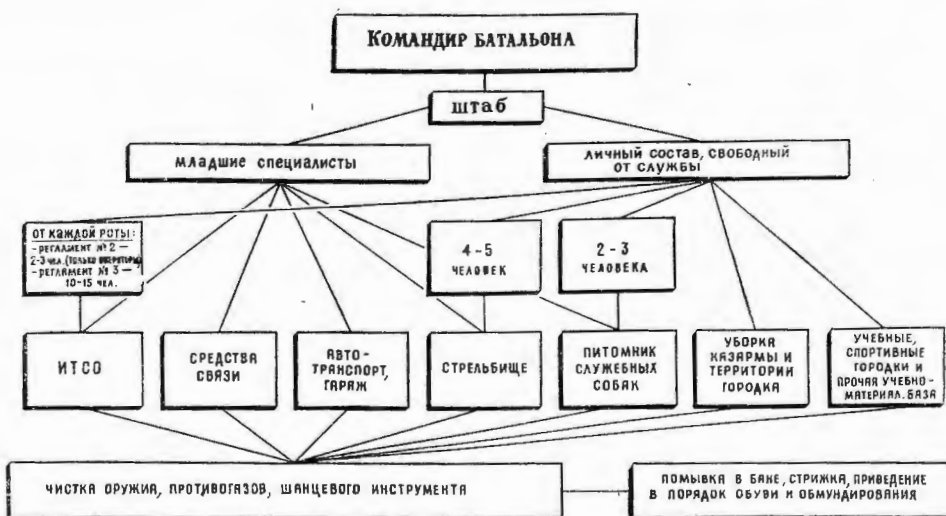 КОМАНДИР БАТАЛЬОНА
штаб
младшие специалисты
личный состав, свободный
от службы
ОТ КАЖДОЙ РОТЫ:
- РЕГЛАМЕНТ № 2 —
2-3 ЧЕЛ. (ТОЛЬКО ОПЕРАТОРЫ)
- РЕГЛАМЕНТ № 3 —
10-15 ЧЕЛ.
4-5
ЧЕЛОВЕК
2-3
ЧЕЛОВЕКА
ИТСО
СРЕДСТВА
СВЯЗИ
АВТО-
ТРАНСПОРТ,
ГАРАЖ
СТРЕЛЬБИЩЕ
ПИТОМНИК
СЛУЖЕБНЫХ
СОБАК
УБОРКА
КАЗАРМЫ И
ТЕРРИТОРИИ
ГОРОДКА
УЧЕБНЫЕ,
СПОРТИВНЫЕ
ГОРОДКИ И
ПРОЧАЯ УЧЕБНО-
МАТЕРИАЛ. БАЗА
ЧИСТКА ОРУЖИЯ, ПРОТИВОГАЗОВ, ШАНЦЕВОГО ИНСТРУМЕНТА
ПОМЫВКА В БАНЕ, СТРИЖКА, ПРИВЕДЕНИЕ
В ПОРЯДОК ОБУВИ И ОБМУНДИРОВАНИЯ